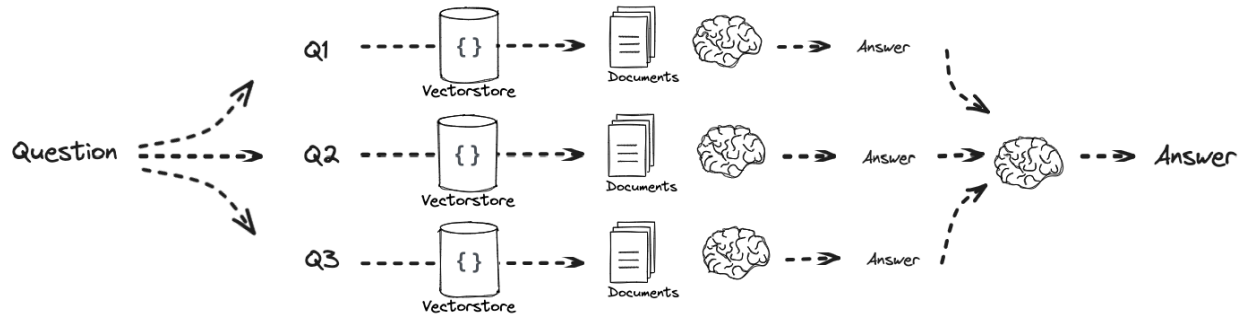 Q1
{}
Vectorstore
Documents
Answer
Question
Q2
{}
Vectorstore
Documents
Answer
Answer
Q3
{}
Vectorstore
Documents
Answer